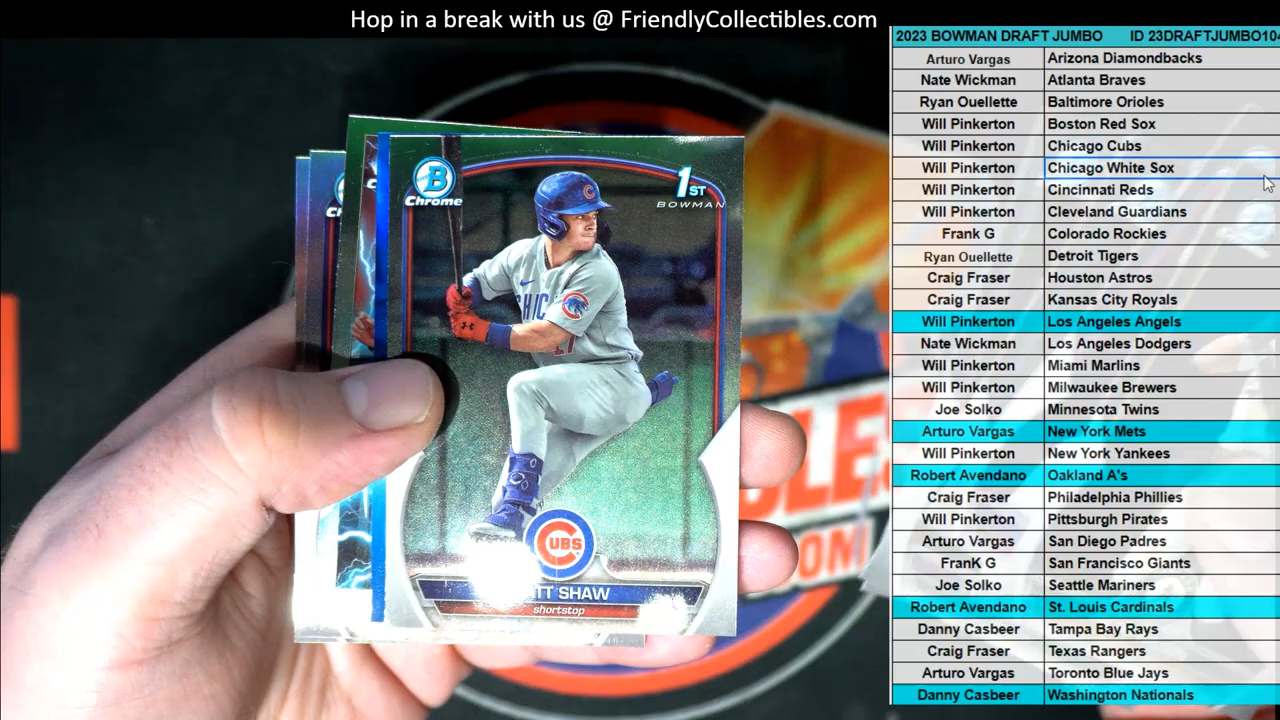 Hop in a break with us @ FriendlyCollectibles.com
2023 BOWMAN DRAFT JUMBO ID 23DRAFTJUMBO104
Arturo Vargas Arizona Diamondbacks
Nate Wickman Atlanta Braves
Ryan Ouellette Baltimore Orioles
Will Pinkerton Boston Red Sox
Will Pinkerton Chicago Cubs
Will Pinkerton Chicago White Sox
Will Pinkerton Cincinnati Reds
Will Pinkerton Cleveland Guardians
Frank G Colorado Rockies
Ryan Ouellette Detroit Tigers
Craig Fraser Houston Astros
Craig Fraser Kansas City Royals
Will Pinkerton Los Angeles Angels
Nate Wickman Los Angeles Dodgers
Will Pinkerton Miami Marlins
Will Pinkerton Milwaukee Brewers
Joe Solko Minnesota Twins
Arturo Vargas New York Mets
Will Pinkerton New York Yankees
Robert Avendano Oakland A's
Craig Fraser Philadelphia Phillies
Will Pinkerton Pittsburgh Pirates
Arturo Vargas San Diego Padres
FranK G San Francisco Giants
Joe Solko Seattle Mariners
Robert Avendano St. Louis Cardinals
Danny Casbeer Tampa Bay Rays
Craig Fraser Texas Rangers
Arturo Vargas Toronto Blue Jays
Danny Casbeer Washington Nationals
B
Chrome
1ST
BOWMAN
CHIC
17
CUBS
SHAW
shortstop